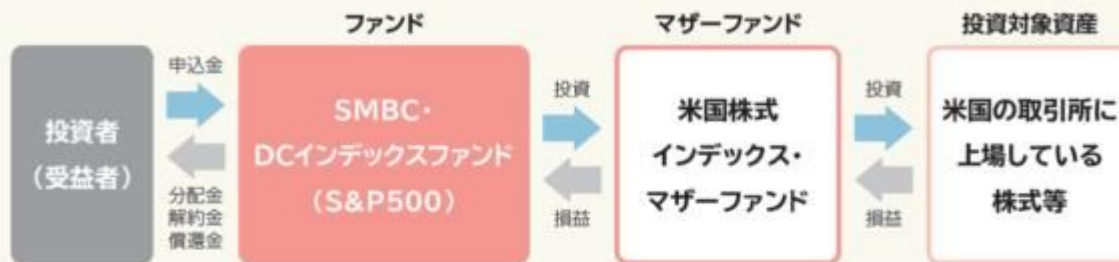 ファンド
マザーファンド
投資対象資産
投資者
(受益者)
申込金
分配金
解約金
償還金
SMBC・
DCインデックスファンド
(S&P500)
投資
損益
米国株式
インデックス・
マザーファンド
投資
損益
米国の取引所に
上場している
株式等